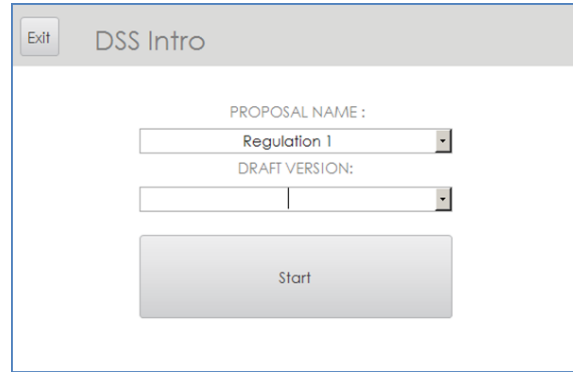 Exit
DSS Intro
PROPOSAL NAME :
Regulation 1
DRAFT VERSION:
Start